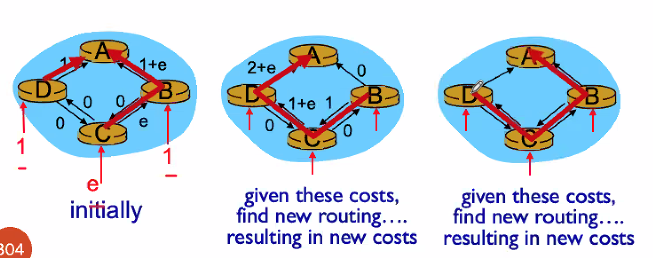 A
1
1+e
D
B
0
0
0
e
C
1
1
e
initially
304
A
2+e
0
D
B
1+e
1
0
0
C
given these costs,
find new routing....
resulting in new costs
A
D
B
C
given these costs,
find new routing....
resulting in new costs